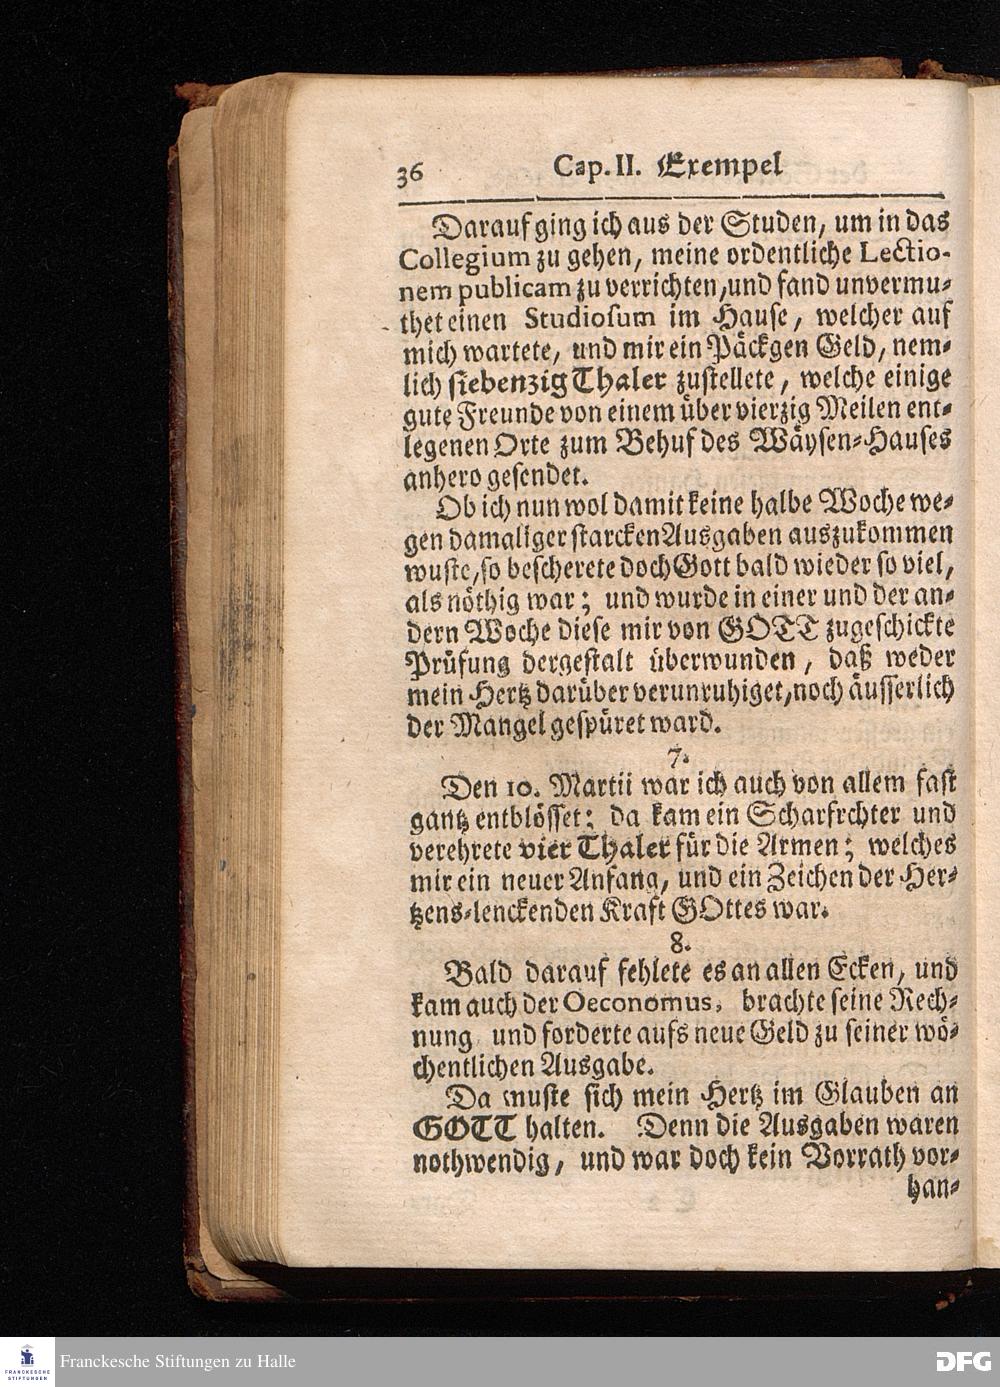 36 Cap. II. Exempel
Darauf ging ich aus der Studen, um in das
Collegium zu gehen, meine ordentliche Lectio-
nem publicam zu verrichten, und fand unvermu-
thet einen Studiosum im Hause, welcher auf
mich wartete, und mir ein Päckgen Geld, nem-
lich siebenzig Thaler zustellete, welche einige
gute Freunde von einem über vierzig Meilen ent-
legenen Orte zum Behuf des Wäysen-Hauses
anhero gesendet.
Ob ich nun wol damit keine halbe Woche we-
gen damaliger starcken Ausgaben auszukommen
wuste, so bescherete doch Gott bald wieder so viel,
als nöthig war; und wurde in einer und der an-
dern Woche diese mir von GOTT zugeschickte
Prüfung dergestalt überwunden, daß weder
mein Hertz darüber verunruhiget, noch äusserlich
der Mangel gespüret ward.
7.
Den 10. Martii war ich auch von allem fast
gantz entblösset: da kam ein Scharfrchter und
verehrete vier Thaler für die Armen; welches
mir ein neuer Anfang, und ein Zeichen der Her-
tzens-lenckenden Kraft GOttes war.
8.
Bald darauf fehlete es an allen Ecken, und
kam auch der Oeconomus, brachte seine Rech-
nung und forderte aufs neue Geld zu seiner wö-
chentlichen Ausgabe.
Da muste sich mein Hertz im Glauben an
GOTT halten. Denn die Ausgaben waren
nothwendig, und war doch kein Vorrath vor-
han-
FRANCKESCHE
STIFTUNGEN
Franckesche Stiftungen zu Halle
DFG